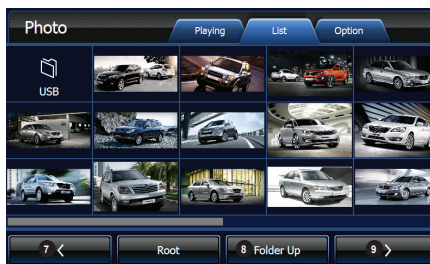 Photo
Playing List Option
USB
7 < Root 8 Folder Up 9 >